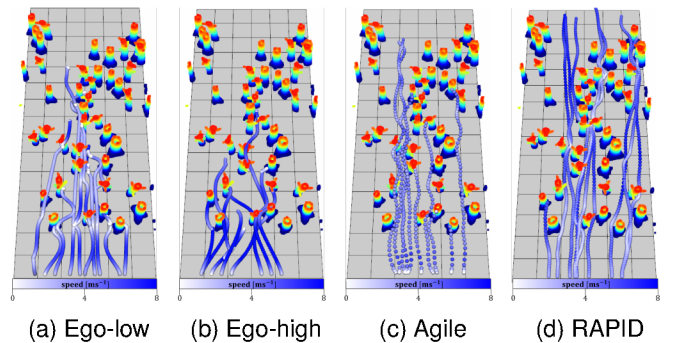 speed [ms⁻¹] speed [ms⁻¹] speed [ms⁻¹] speed [ms⁻¹]
0 4 8 0 4 8 0 4 8 0 4 8
(a) Ego-low (b) Ego-high (c) Agile (d) RAPID